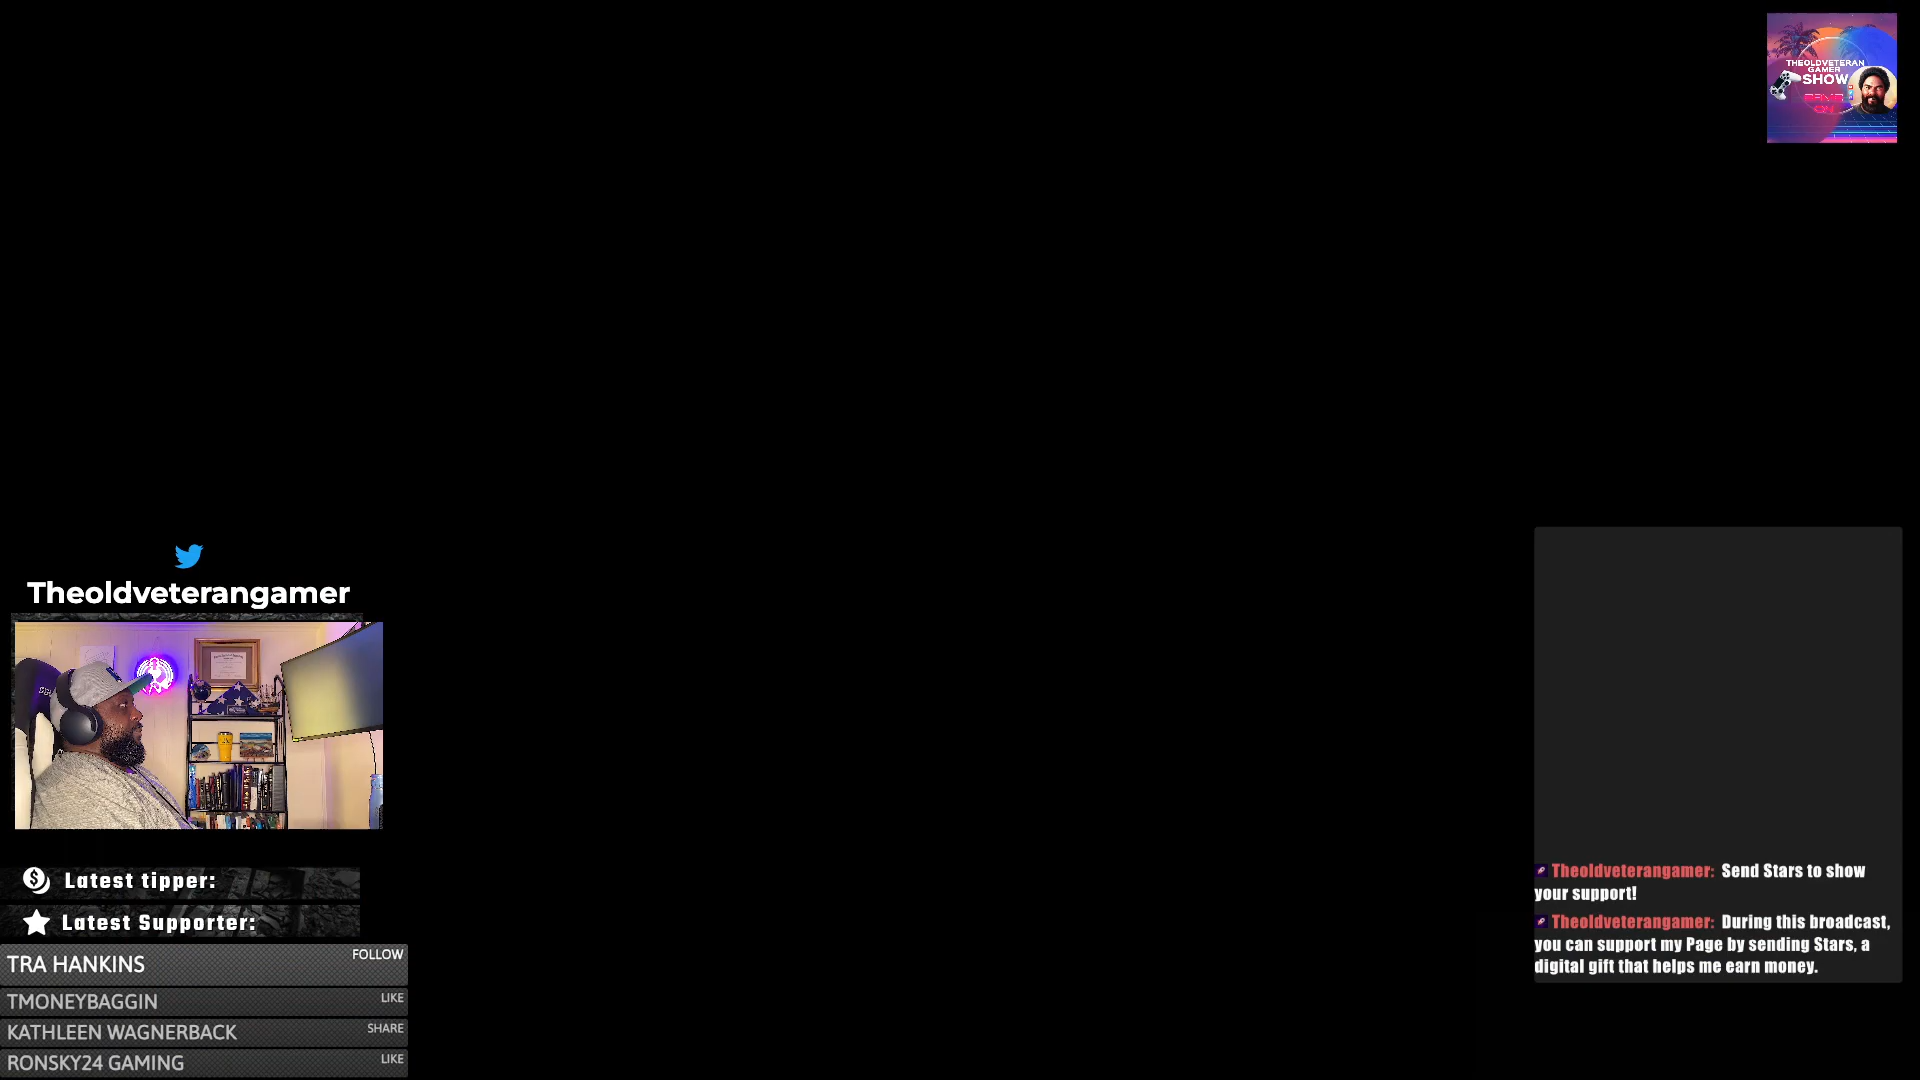 THEOLDVETERAN
GAMER
SHOW
Theoldveterangamer
Latest tipper:
Latest Supporter:
TRA HANKINS FOLLOW
TMONEYBAGGIN LIKE
KATHLEEN WAGNERBACK SHARE
RONSKY24 GAMING LIKE
Theoldveterangamer: Send Stars to show
your support!
Theoldveterangamer: During this broadcast,
you can support my Page by sending Stars, a
digital gift that helps me earn money.